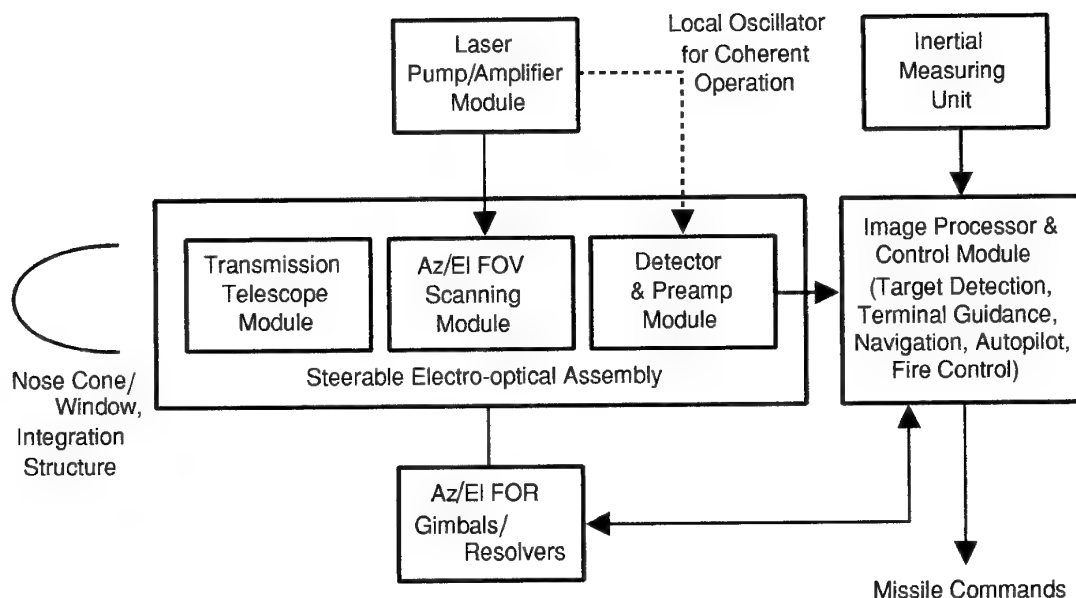 Laser
Pump/Amplifier
Module
Local Oscillator
for Coherent
Operation
Inertial
Measuring
Unit
Transmission
Telescope
Module
Az/El FOV
Scanning
Module
Detector
& Preamp
Module
Steerable Electro-optical Assembly
Image Processor &
Control Module
(Target Detection,
Terminal Guidance,
Navigation, Autopilot,
Fire Control)
Nose Cone/
Window,
Integration
Structure
Az/El FOR
Gimbals/
Resolvers
Missile Commands